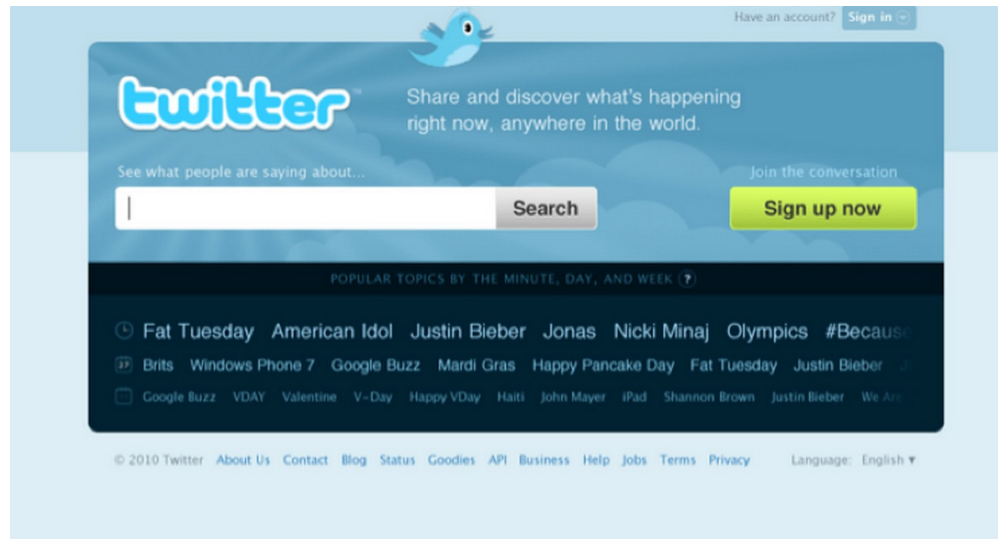 Have an account? Sign in
twitter™
Share and discover what's happening
right now, anywhere in the world.
See what people are saying about...
Join the conversation
Search
Sign up now
POPULAR TOPICS BY THE MINUTE, DAY, AND WEEK ?
Fat Tuesday American Idol Justin Bieber Jonas Nicki Minaj Olympics #Because
Brits Windows Phone 7 Google Buzz Mardi Gras Happy Pancake Day Fat Tuesday Justin Bieber
Google Buzz VDAY Valentine V-Day Happy VDay Haiti John Mayer iPad Shannon Brown Justin Bieber We Are
© 2010 Twitter About Us Contact Blog Status Goodies API Business Help Jobs Terms Privacy Language: English